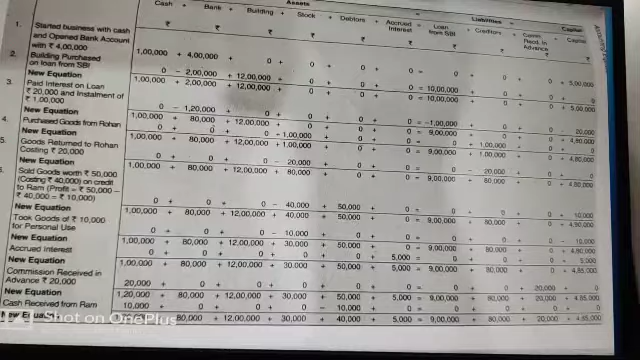 Assets
Liabilities
Cash + Bank + Building + Stock + Debtors + Accrued Interest = Loan from SBI + Creditors + Comm. Recd. in Advance + Capital
₹ ₹ ₹ ₹ ₹ ₹ ₹ ₹ ₹ ₹
1. Started business with cash
and Opened Bank Account
with ₹ 4,00,000 1,00,000 + 4,00,000 0 + 0 + 0 + 0 = 0 + 0 + 0 + 5,00,000
2. Building Purchased
on loan from SBI 0 - 2,00,000 + 12,00,000 + 0 + 0 + 0 = 10,00,000 0 + 0 + 0
New Equation 1,00,000 + 2,00,000 + 12,00,000 + 0 + 0 + 0 = 10,00,000 + 0 + 0 + 5,00,000
3. Paid Interest on Loan
₹ 20,000 and Instalment of
₹ 1,00,000 0 - 1,20,000 + 0 + 0 + 0 + 0 = -1,00,000 + 0 + 0 - 20,000
New Equation 1,00,000 + 80,000 + 12,00,000 + 0 + 0 + 0 = 9,00,000 + 0 + 0 + 4,80,000
4. Purchased Goods from Rohan 0 + 0 + 0 + 1,00,000 + 0 + 0 = 0 + 1,00,000 + 0 + 0
New Equation 1,00,000 + 80,000 + 12,00,000 + 1,00,000 + 0 + 0 = 9,00,000 + 1,00,000 + 0 + 4,80,000
5. Goods Returned to Rohan
Costing ₹ 20,000 0 + 0 + 0 - 20,000 + 0 + 0 = 0 - 20,000 + 0 + 0
New Equation 1,00,000 + 80,000 + 12,00,000 + 80,000 + 0 + 0 = 9,00,000 + 80,000 + 0 + 4,80,000
Sold Goods worth ₹ 50,000
(Costing ₹ 40,000) on credit
to Ram (Profit = ₹ 50,000 -
₹ 40,000 = ₹ 10,000) 0 + 0 + 0 - 40,000 + 50,000 + 0 = 0 + 0 + 0 + 10,000
New Equation 1,00,000 + 80,000 + 12,00,000 + 40,000 + 50,000 + 0 = 9,00,000 + 80,000 + 0 + 4,90,000
Took Goods of ₹ 10,000
for Personal Use 0 + 0 + 0 - 10,000 + 0 + 0 = 0 + 0 + 0 - 10,000
New Equation 1,00,000 + 80,000 + 12,00,000 + 30,000 + 50,000 + 0 = 9,00,000 + 80,000 + 0 + 4,80,000
Accrued Interest 0 + 0 + 0 + 0 + 0 + 5,000 = 0 + 0 + 0 + 5,000
New Equation 1,00,000 + 80,000 + 12,00,000 + 30,000 + 50,000 + 5,000 = 9,00,000 + 80,000 + 0 + 4,85,000
Commission Received in
Advance ₹ 20,000 20,000 + 0 + 0 + 0 + 0 + 0 = 0 + 0 + 20,000 + 0
New Equation 1,20,000 + 80,000 + 12,00,000 + 30,000 + 50,000 + 5,000 = 9,00,000 + 80,000 + 20,000 + 4,85,000
Cash Received from Ram 10,000 + 0 + 0 + 0 - 10,000 + 0 = 0 + 0 + 0 + 0
New 80,000 + 12,00,000 + 30,000 + 40,000 + 5,000 = 9,00,000 + 80,000 + 20,000 + 4,85,000
Shot on OnePlus